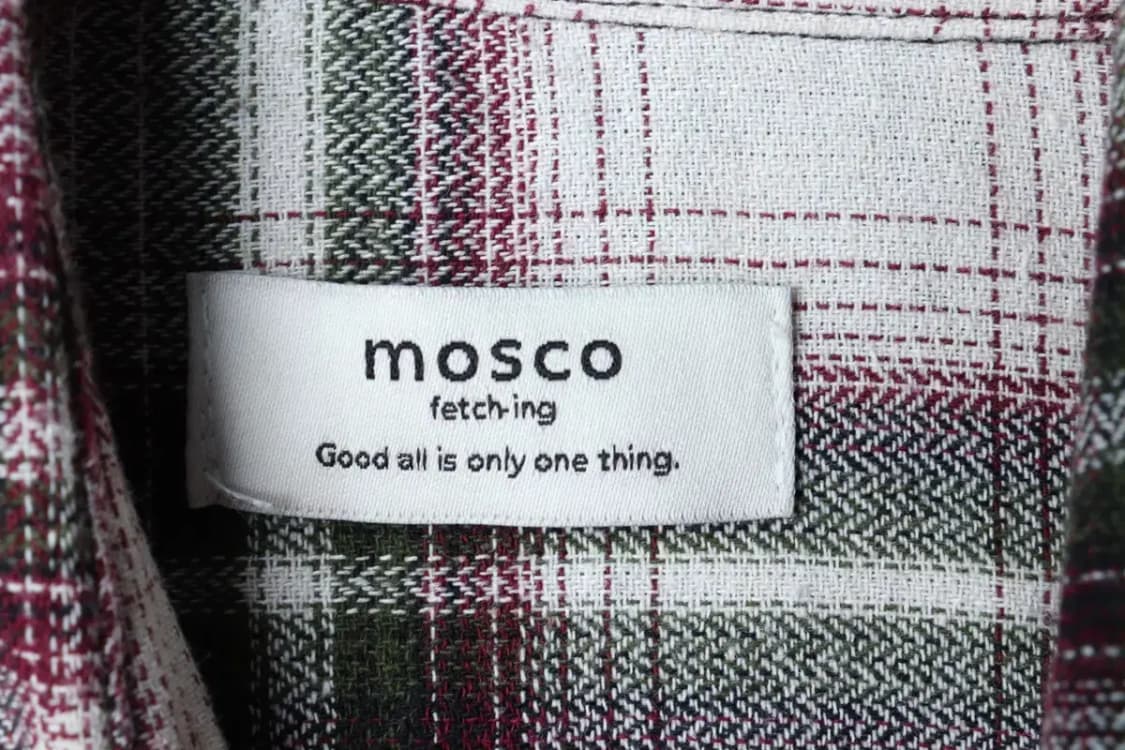 mosco
fetch-ing
Good all is only one thing.